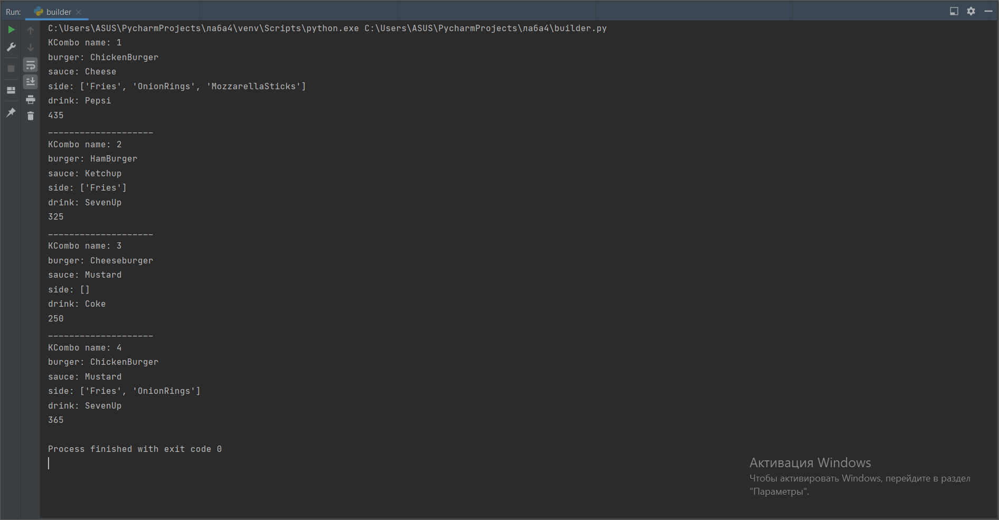 Run: builder
C:\Users\ASUS\PycharmProjects\лаба4\venv\Scripts\python.exe C:\Users\ASUS\PycharmProjects\лаба4\builder.py
KCombo name: 1
burger: ChickenBurger
sauce: Cheese
side: ['Fries', 'OnionRings', 'MozzarellaSticks']
drink: Pepsi
435
____________________
KCombo name: 2
burger: HamBurger
sauce: Ketchup
side: ['Fries']
drink: SevenUp
325
____________________
KCombo name: 3
burger: Cheeseburger
sauce: Mustard
side: []
drink: Coke
250
____________________
KCombo name: 4
burger: ChickenBurger
sauce: Mustard
side: ['Fries', 'OnionRings']
drink: SevenUp
365
Process finished with exit code 0
Активация Windows
Чтобы активировать Windows, перейдите в раздел
"Параметры".